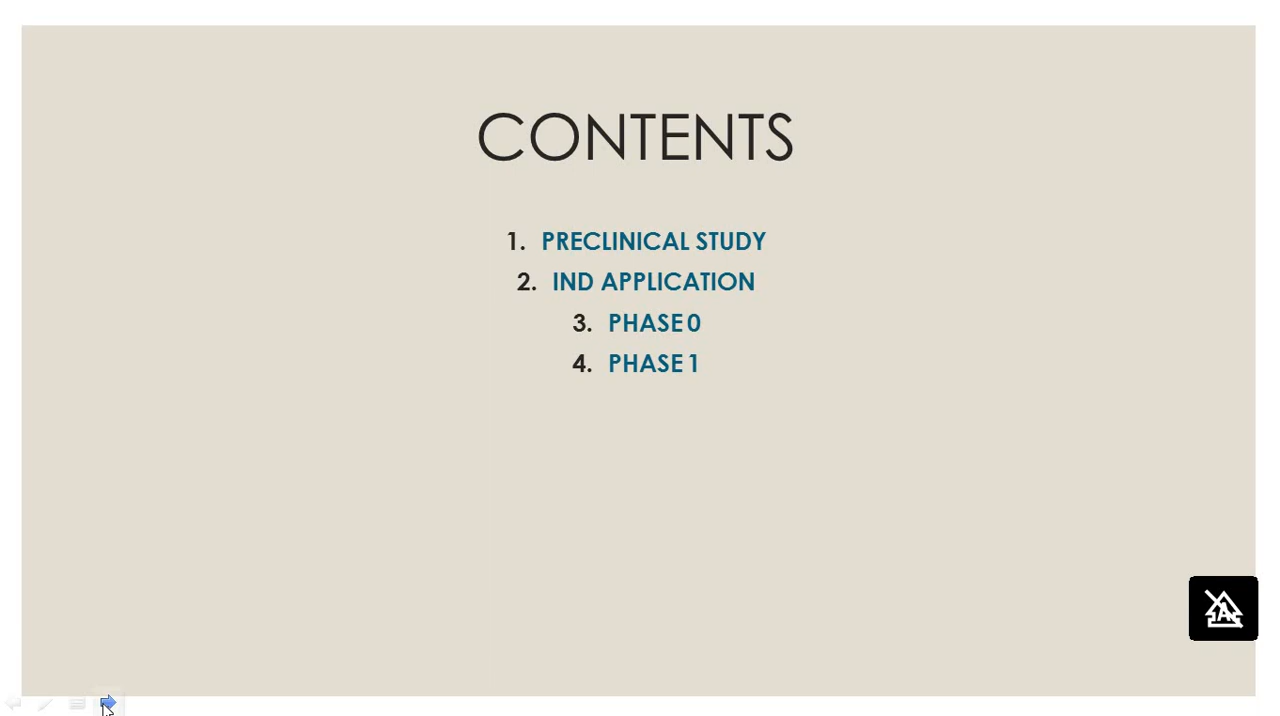 CONTENTS
1. PRECLINICAL STUDY
2. IND APPLICATION
3. PHASE 0
4. PHASE 1
A